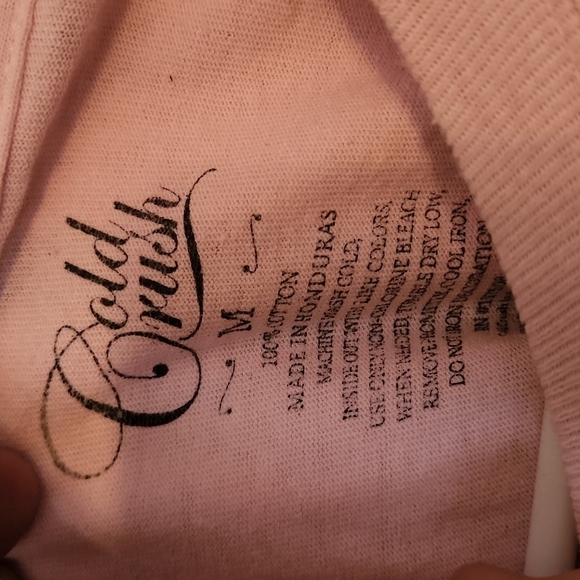 Cold
Crush
M
100% COTTON
MADE IN HONDURAS
MACHINE WASH COLD,
INSIDE OUT WITH LIKE COLORS,
USE ONLY NON-CHLORINE BLEACH
WHEN NEEDED, TUMBLE DRY LOW,
REMOVE PROMPTLY, COOL IRON,
DO NOT IRON DECORATION